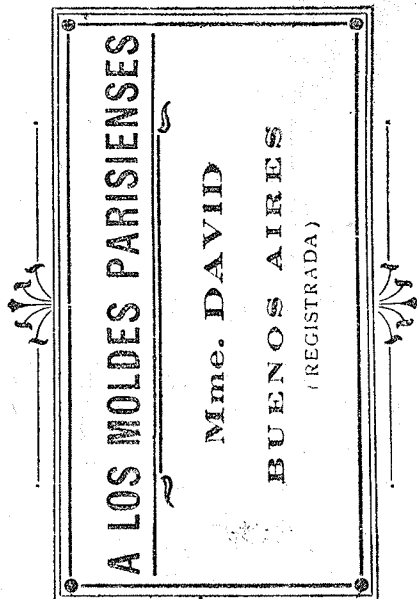 A LOS MOLDES PARISIENSES
Mme. DAVID
BUENOS AIRES
(REGISTRADA)